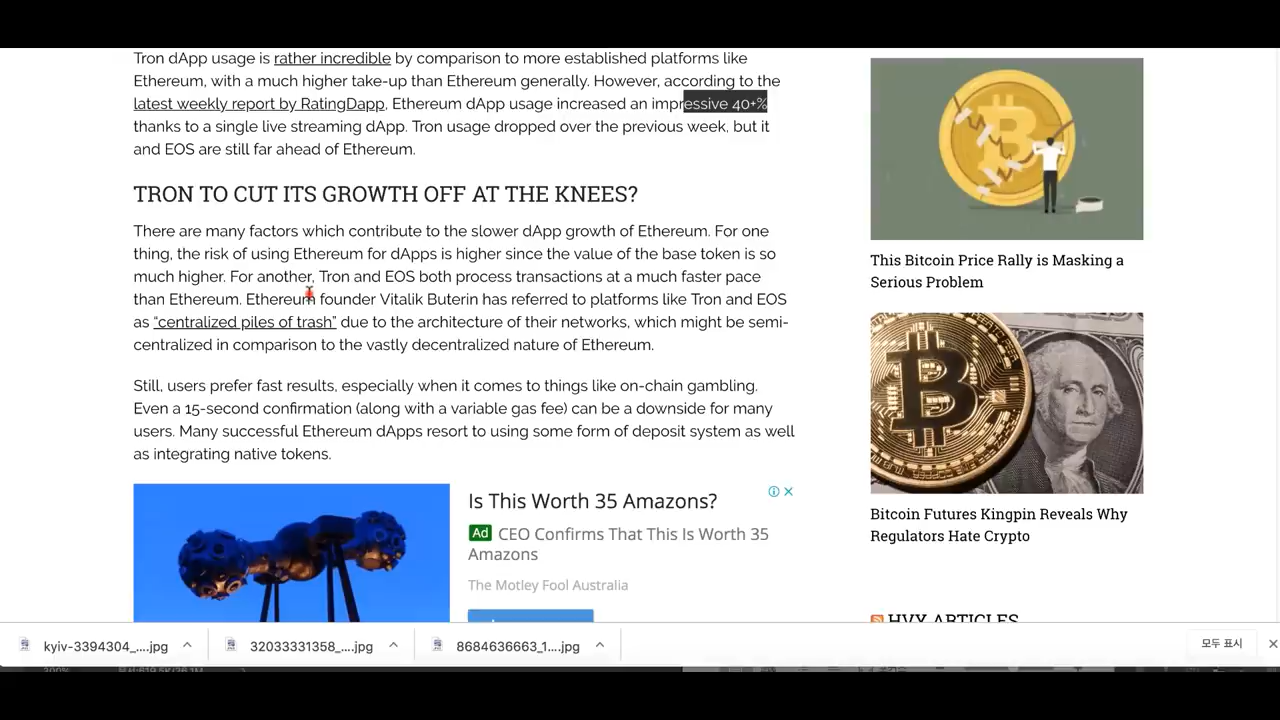 Tron dApp usage is rather incredible by comparison to more established platforms like
Ethereum, with a much higher take-up than Ethereum generally. However, according to the
latest weekly report by RatingDapp, Ethereum dApp usage increased an impressive 40+%
thanks to a single live streaming dApp. Tron usage dropped over the previous week, but it
and EOS are still far ahead of Ethereum.
TRON TO CUT ITS GROWTH OFF AT THE KNEES?
There are many factors which contribute to the slower dApp growth of Ethereum. For one
thing, the risk of using Ethereum for dApps is higher since the value of the base token is so
much higher. For another, Tron and EOS both process transactions at a much faster pace
than Ethereum. Ethereum founder Vitalik Buterin has referred to platforms like Tron and EOS
as “centralized piles of trash” due to the architecture of their networks, which might be semi-
centralized in comparison to the vastly decentralized nature of Ethereum.
Still, users prefer fast results, especially when it comes to things like on-chain gambling.
Even a 15-second confirmation (along with a variable gas fee) can be a downside for many
users. Many successful Ethereum dApps resort to using some form of deposit system as well
as integrating native tokens.
Is This Worth 35 Amazons?
Ad CEO Confirms That This Is Worth 35
Amazons
The Motley Fool Australia
This Bitcoin Price Rally is Masking a
Serious Problem
Bitcoin Futures Kingpin Reveals Why
Regulators Hate Crypto
HVY ARTICLES
kyiv-3394304_....jpg
32033331358_....jpg
8684636663_1....jpg
모두 표시